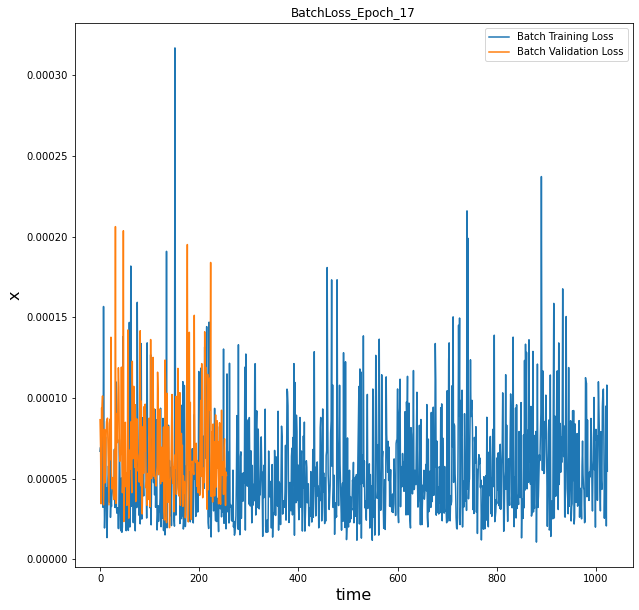 BatchLoss_Epoch_17
Batch Training Loss
Batch Validation Loss
0.00030
0.00025
0.00020
0.00015
0.00010
0.00005
0.00000
x
0 200 400 600 800 1000
time